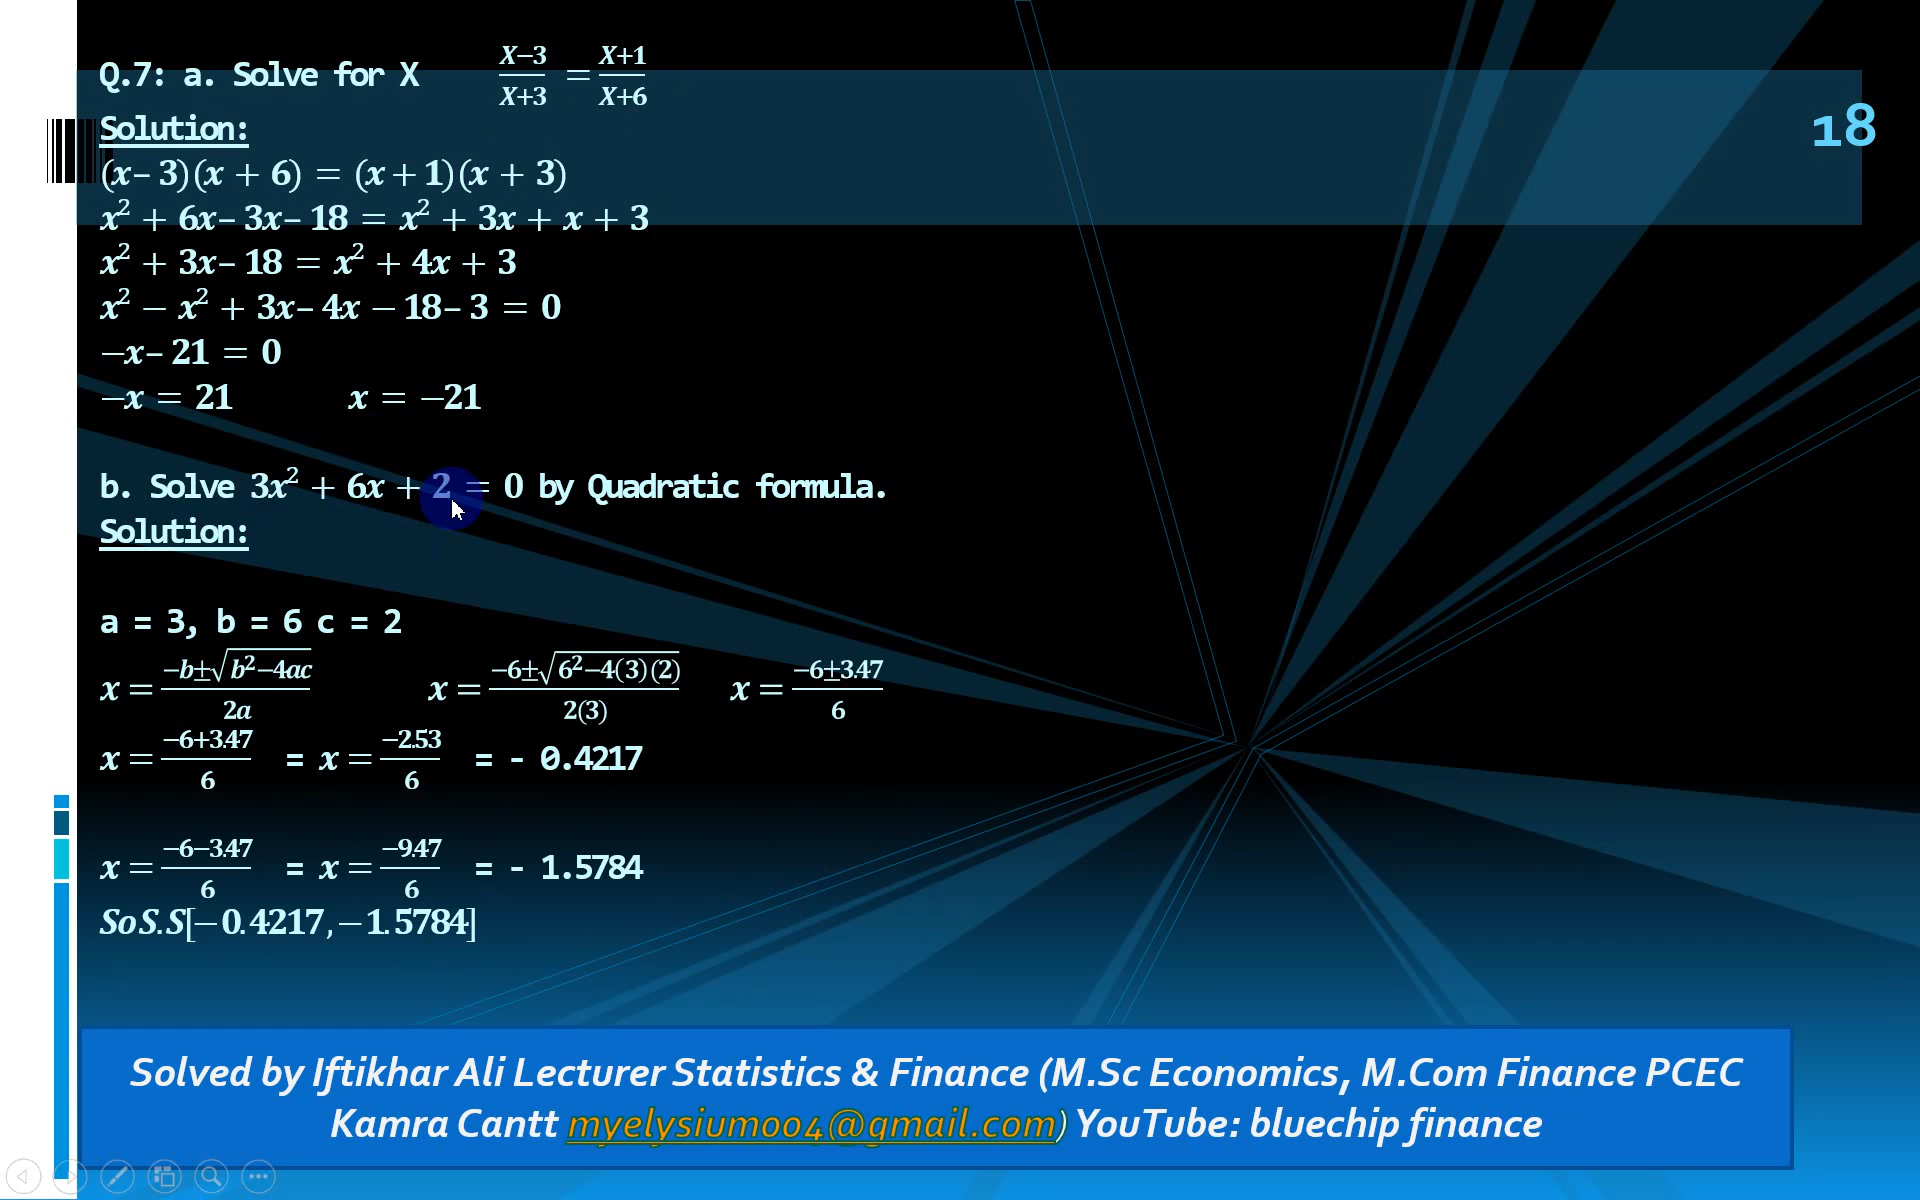 Q.7: a. Solve for X (X−3)/(X+3) = (X+1)/(X+6)
18
Solution:
(x– 3)(x + 6) = (x + 1)(x + 3)
x² + 6x– 3x– 18 = x² + 3x + x + 3
x² + 3x– 18 = x² + 4x + 3
x² − x² + 3x– 4x − 18– 3 = 0
−x– 21 = 0
−x = 21 x = −21
b. Solve 3x² + 6x + 2 = 0 by Quadratic formula.
Solution:
a = 3, b = 6 c = 2
x = (−b±√(b²−4ac))/(2a) x = (−6±√(6²−4(3)(2)))/(2(3)) x = (−6±3.47)/6
x = (−6+3.47)/6 = x = (−2.53)/6 = - 0.4217
x = (−6−3.47)/6 = x = (−9.47)/6 = - 1.5784
SoS.S[−0.4217,−1.5784]
Solved by Iftikhar Ali Lecturer Statistics & Finance (M.Sc Economics, M.Com Finance PCEC
Kamra Cantt myelysium004@gmail.com) YouTube: bluechip finance